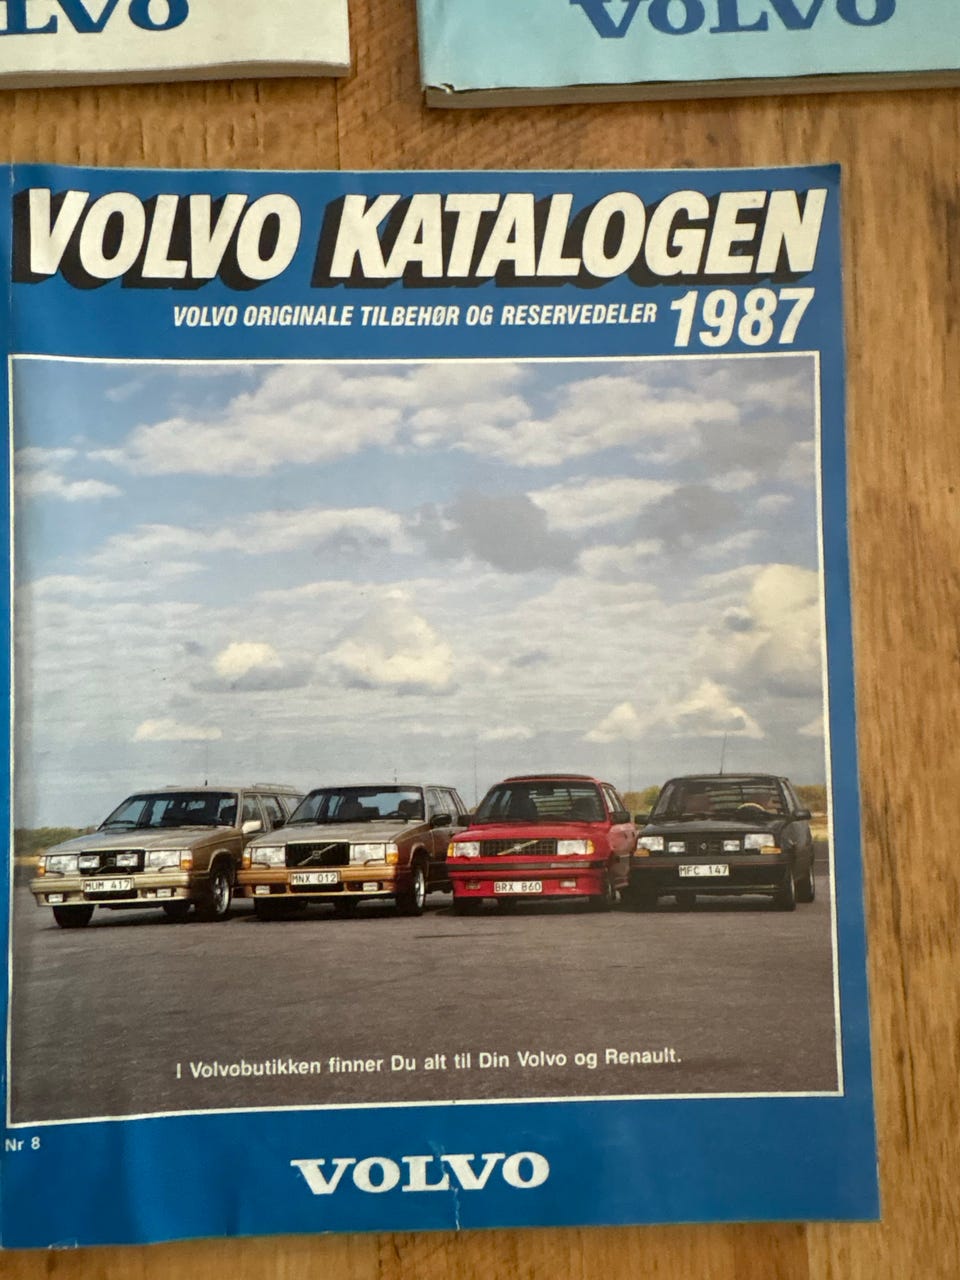 LVO
VOLVO
VOLVO KATALOGEN
VOLVO ORIGINALE TILBEHØR OG RESERVEDELER 1987
MUM 417
MNX 012
BRX 860
MFC 147
I Volvobutikken finner Du alt til Din Volvo og Renault.
Nr 8
VOLVO